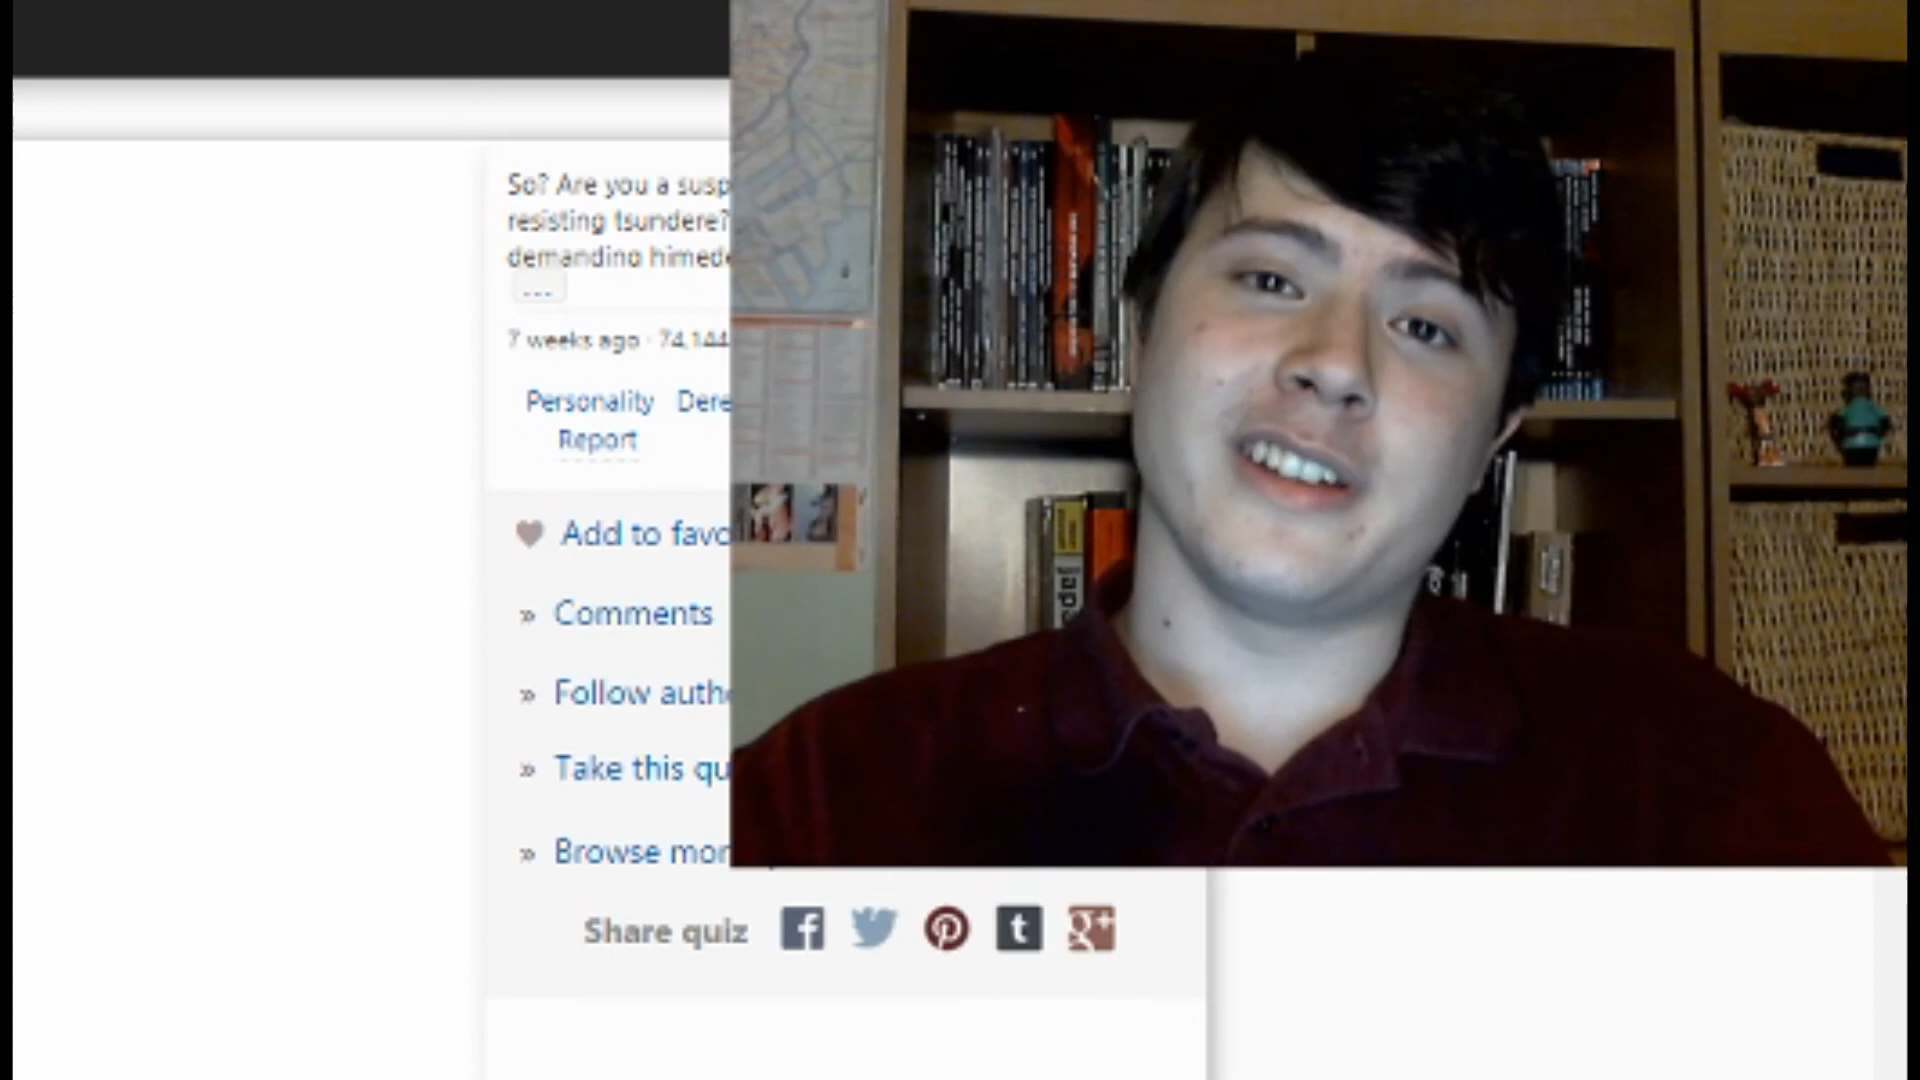 So? Are you a susp
resisting tsundere?
demanding himede
...
7 weeks ago · 74,144
Personality Dere
Report
Add to favo
» Comments
» Follow auth
» Take this qu
» Browse mor
Share quiz
f
t
g+